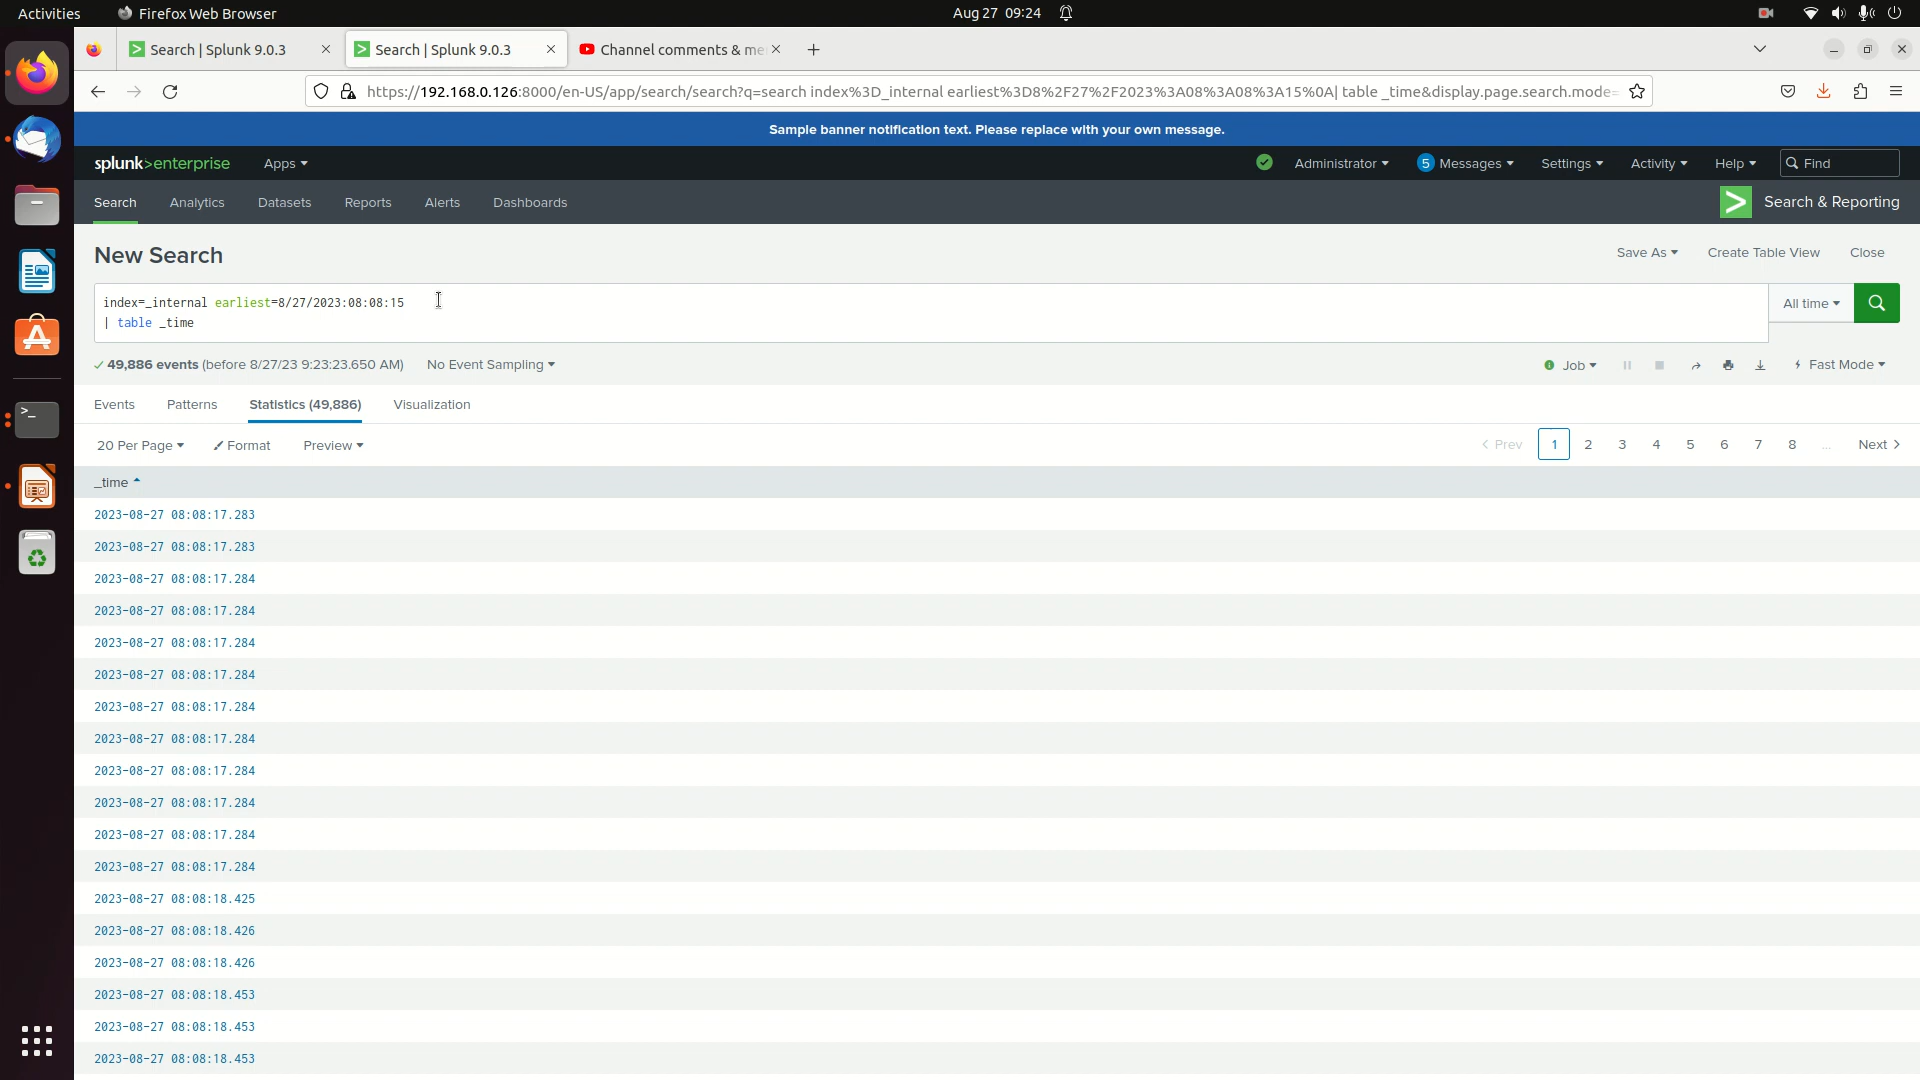 Activities
Firefox Web Browser
Aug 27 09:24
Search | Splunk 9.0.3
Search | Splunk 9.0.3
Channel comments & me
https://192.168.0.126:8000/en-US/app/search/search?q=search index%3D_internal earliest%3D8%2F27%2F2023%3A08%3A08%3A15%0A| table _time&display.page.search.mode=
Sample banner notification text. Please replace with your own message.
splunk>enterprise
Apps
Administrator
5 Messages
Settings
Activity
Help
Find
Search
Analytics
Datasets
Reports
Alerts
Dashboards
Search & Reporting
New Search
Save As
Create Table View
Close
index=_internal earliest=8/27/2023:08:08:15
| table _time
All time
49,886 events (before 8/27/23 9:23:23.650 AM)
No Event Sampling
Job
Fast Mode
Events
Patterns
Statistics (49,886)
Visualization
20 Per Page
Format
Preview
< Prev
1
2
3
4
5
6
7
8
...
Next >
_time
2023-08-27 08:08:17.283
2023-08-27 08:08:17.283
2023-08-27 08:08:17.284
2023-08-27 08:08:17.284
2023-08-27 08:08:17.284
2023-08-27 08:08:17.284
2023-08-27 08:08:17.284
2023-08-27 08:08:17.284
2023-08-27 08:08:17.284
2023-08-27 08:08:17.284
2023-08-27 08:08:17.284
2023-08-27 08:08:17.284
2023-08-27 08:08:18.425
2023-08-27 08:08:18.426
2023-08-27 08:08:18.426
2023-08-27 08:08:18.453
2023-08-27 08:08:18.453
2023-08-27 08:08:18.453